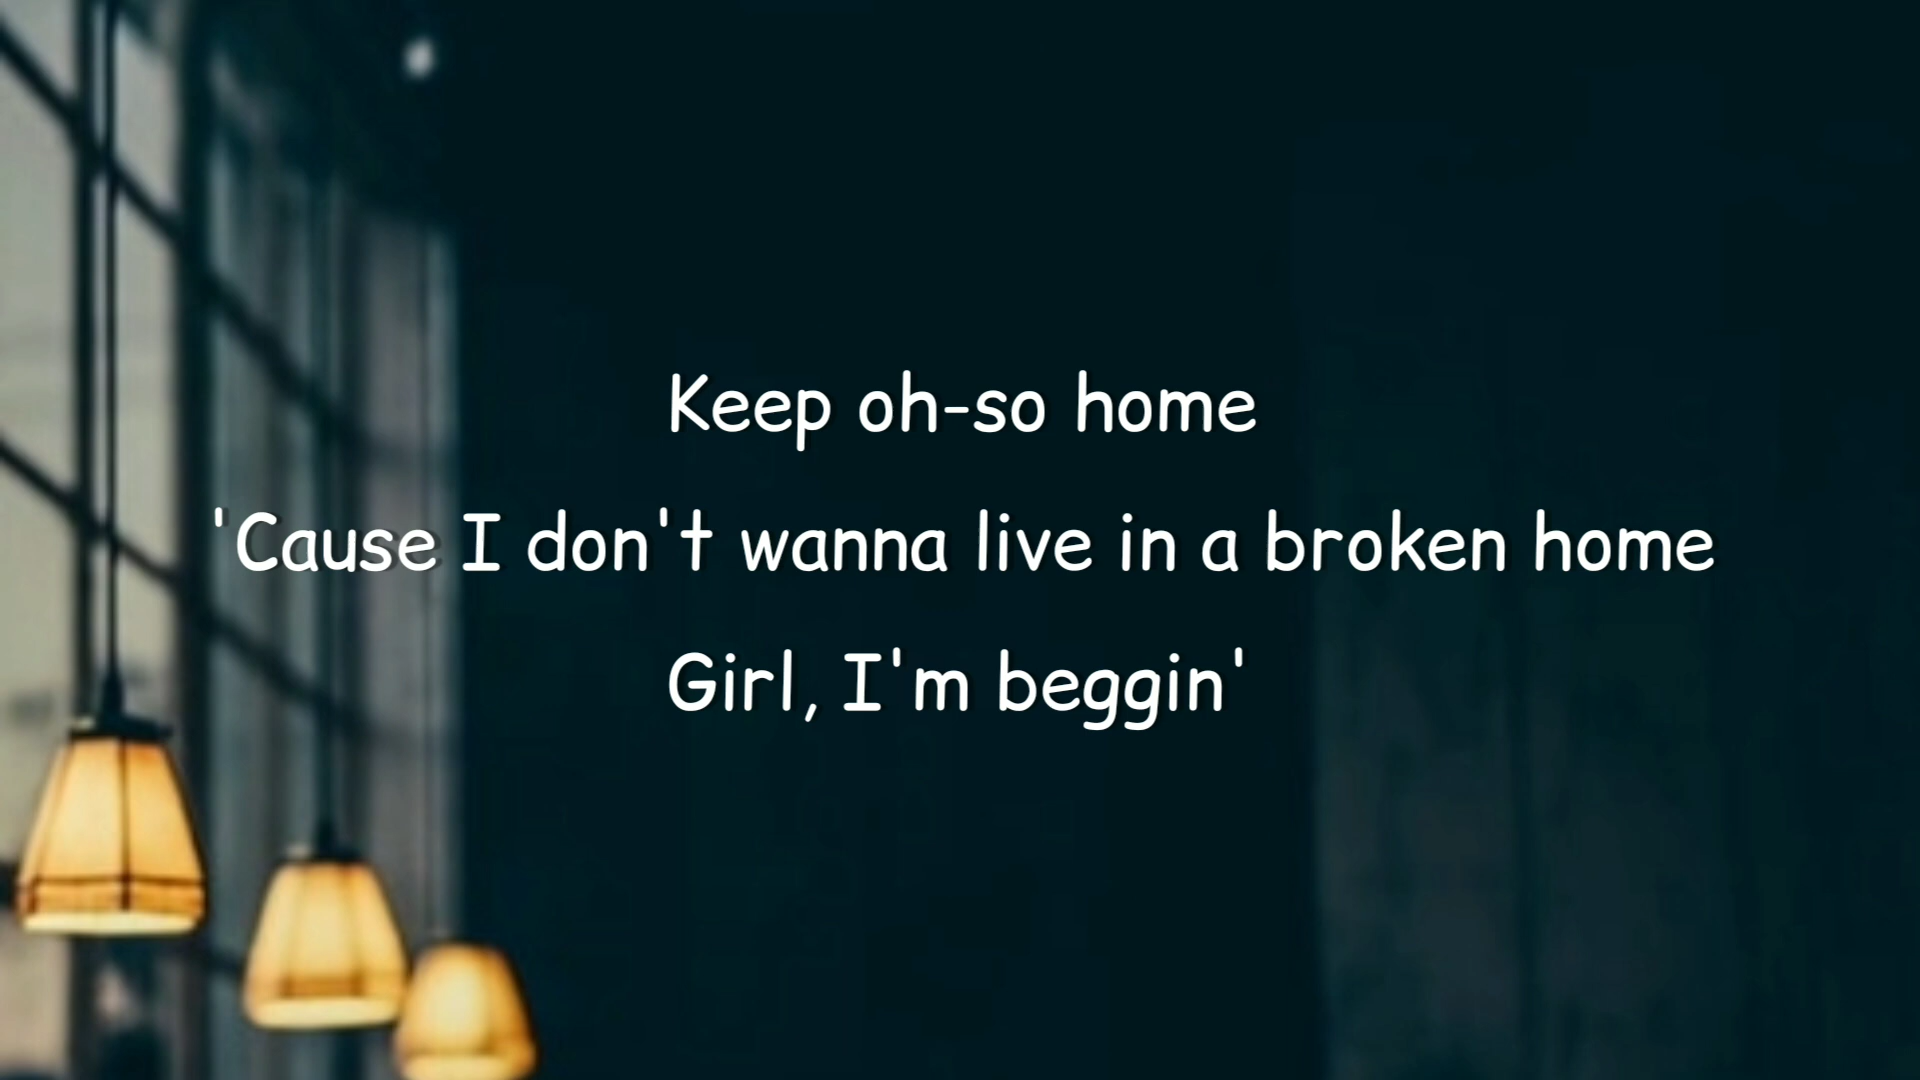 Keep oh-so home
'Cause I don't wanna live in a broken home
Girl, I'm beggin'